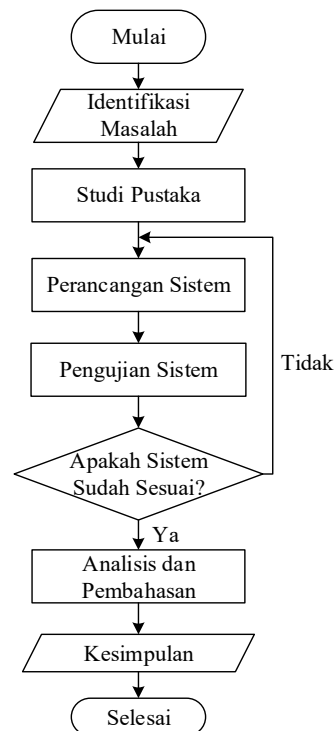 Mulai
Identifikasi
Masalah
Studi Pustaka
Perancangan Sistem
Pengujian Sistem
Tidak
Apakah Sistem
Sudah Sesuai?
Ya
Analisis dan
Pembahasan
Kesimpulan
Selesai